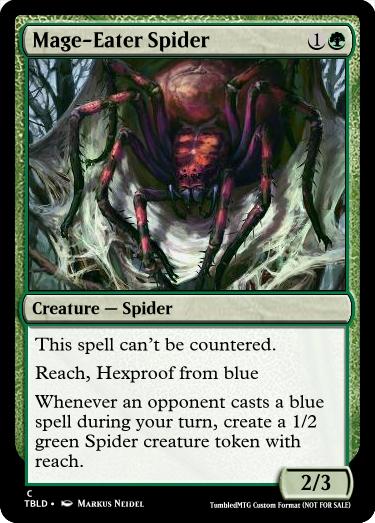 Mage-Eater Spider 1
Creature — Spider
This spell can't be countered.
Reach, Hexproof from blue
Whenever an opponent casts a blue
spell during your turn, create a 1/2
green Spider creature token with
reach.
2/3
C
TBLD • Markus Neidel
TumbledMTG Custom Format (NOT FOR SALE)